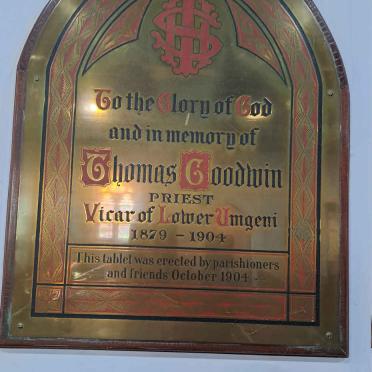 IHS
To the Glory of God
and in memory of
Thomas Goodwin
PRIEST
Vicar of Lower Umgeni
1879 – 1904
This tablet was erected by parishioners
and friends October 1904